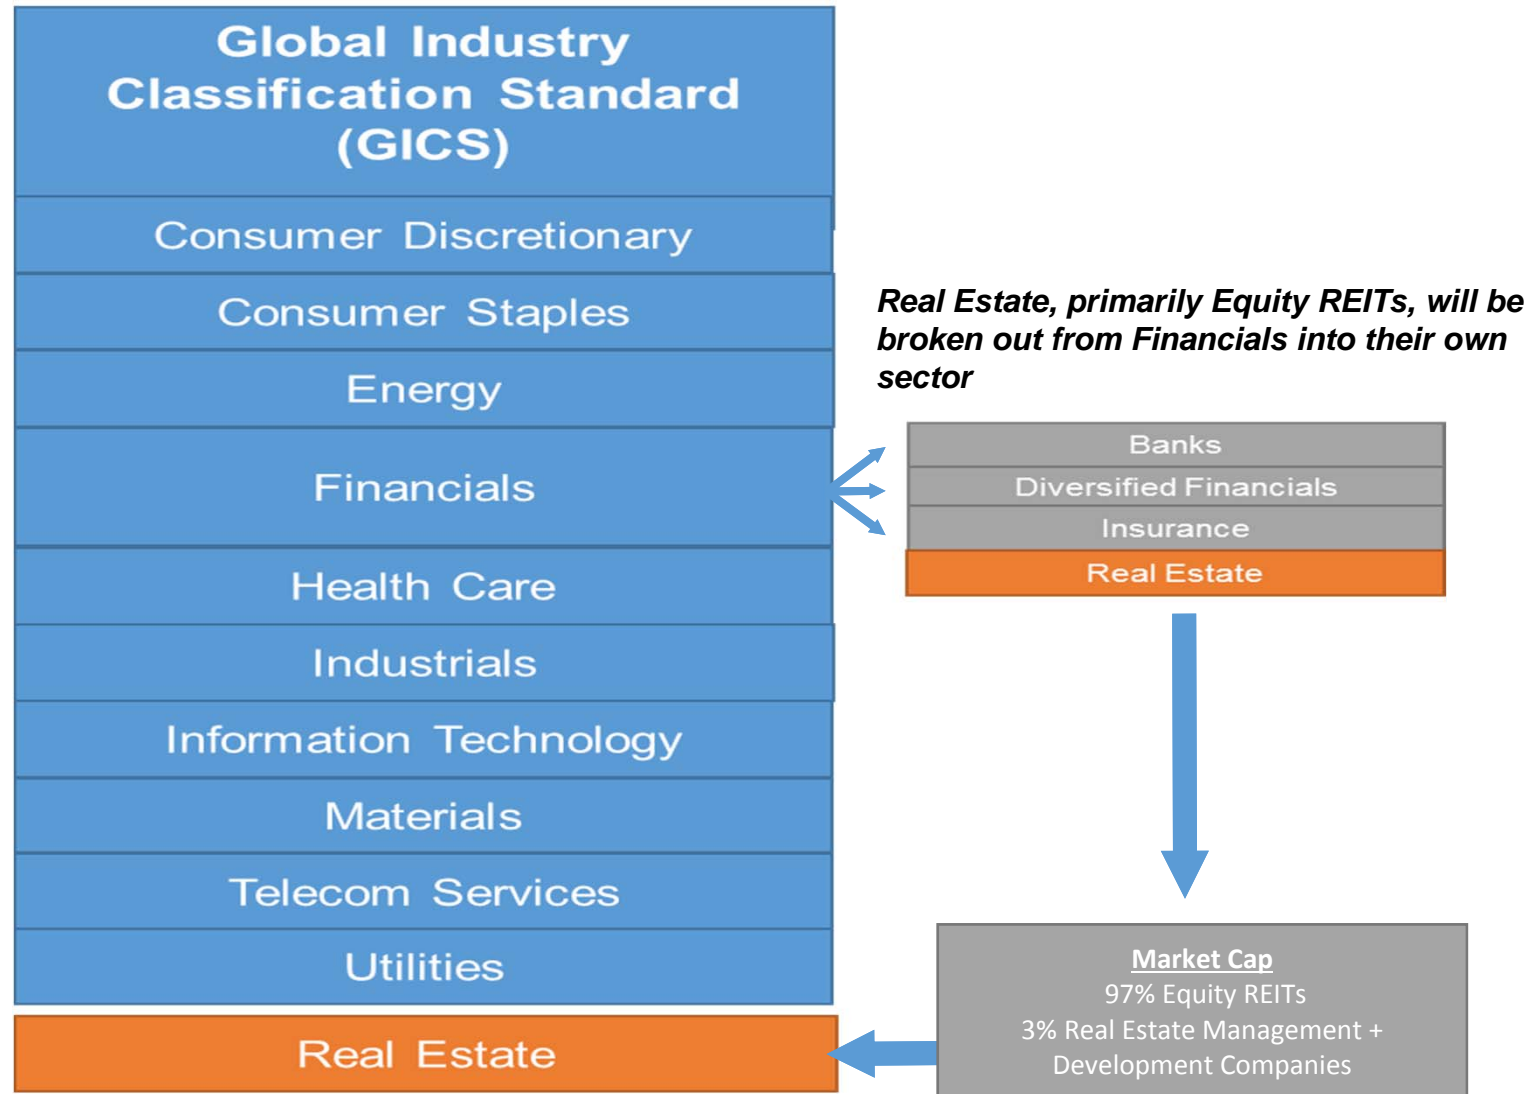 Global Industry
Classification Standard
(GICS)
Consumer Discretionary
Consumer Staples
Energy
Financials
Health Care
Industrials
Information Technology
Materials
Telecom Services
Utilities
Real Estate
Real Estate, primarily Equity REITs, will be
broken out from Financials into their own
sector
Banks
Diversified Financials
Insurance
Real Estate
Market Cap
97% Equity REITs
3% Real Estate Management +
Development Companies